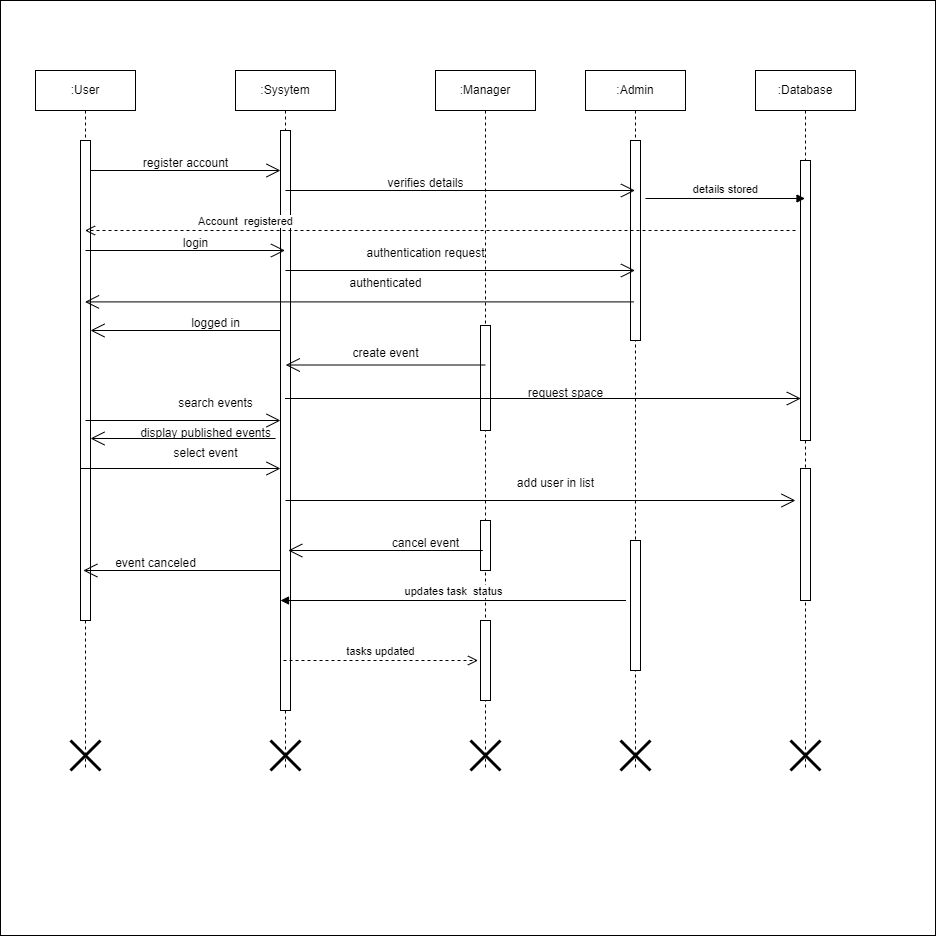 :User
:Sysytem
:Manager
:Admin
:Database
register account
verifies details
details stored
Account  registered
login
authentication request
authenticated
logged in
create event
request space
search events
display published events
select event
add user in list
cancel event
event canceled
updates task  status
tasks updated